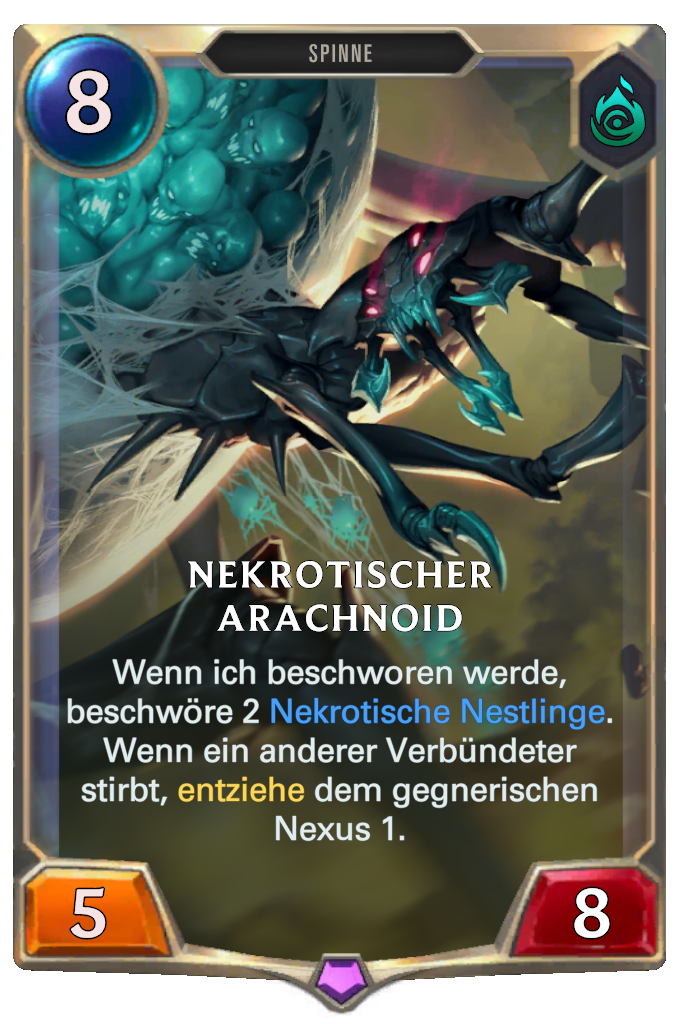 8
SPINNE
NEKROTISCHER
ARACHNOID
Wenn ich beschworen werde,
beschwöre 2 Nekrotische Nestlinge.
Wenn ein anderer Verbündeter
stirbt, entziehe dem gegnerischen
Nexus 1.
5
8